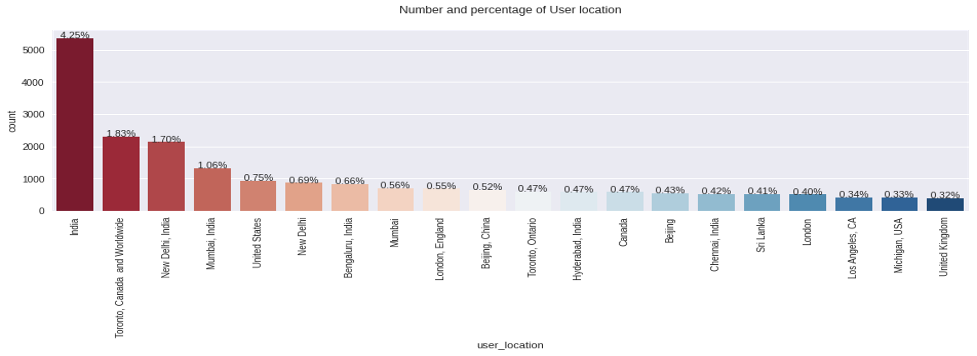 Number and percentage of User location
count
5000
4000
3000
2000
1000
0
4.25%
1.83%
1.70%
1.06%
0.75%
0.69%
0.66%
0.56%
0.55%
0.52%
0.47%
0.47%
0.47%
0.43%
0.42%
0.41%
0.40%
0.34%
0.33%
0.32%
India
Toronto, Canada and Worldwide
New Delhi, India
Mumbai, India
United States
New Delhi
Bengaluru, India
Mumbai
London, England
Beijing, China
Toronto, Ontario
Hyderabad, India
Canada
Beijing
Chennai, India
Sri Lanka
London
Los Angeles, CA
Michigan, USA
United Kingdom
user_location